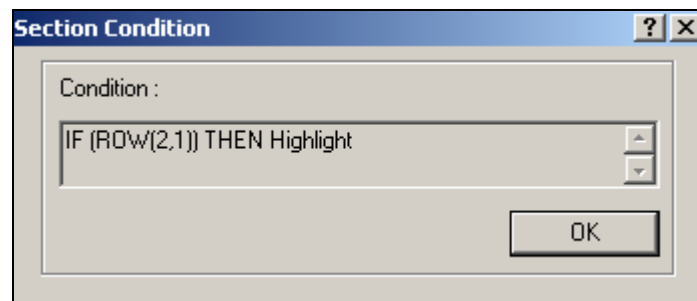 Section Condition
Condition :
IF (ROW(2,1)) THEN Highlight
OK